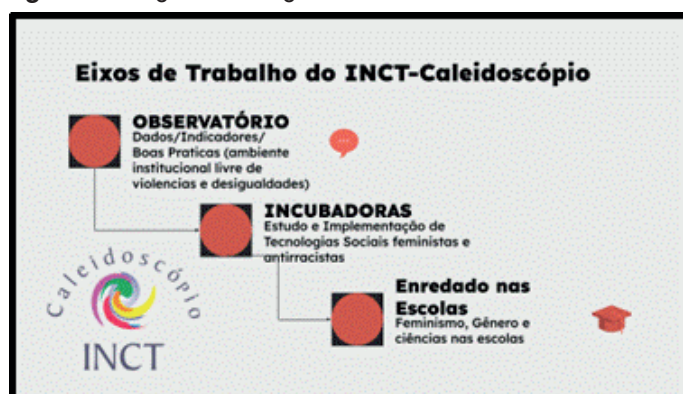 Eixos de Trabalho do INCT-Caleidoscópio
OBSERVATÓRIO
Dados/Indicadores/
Boas Praticas (ambiente
institucional livre de
violencias e desigualdades)
INCUBADORAS
Estudo e Implementação de
Tecnologias Sociais feministas e
antirracistas
Enredado nas
Escolas
Feminismo, Gênero e
ciências nas escolas
Caleidoscópio
INCT